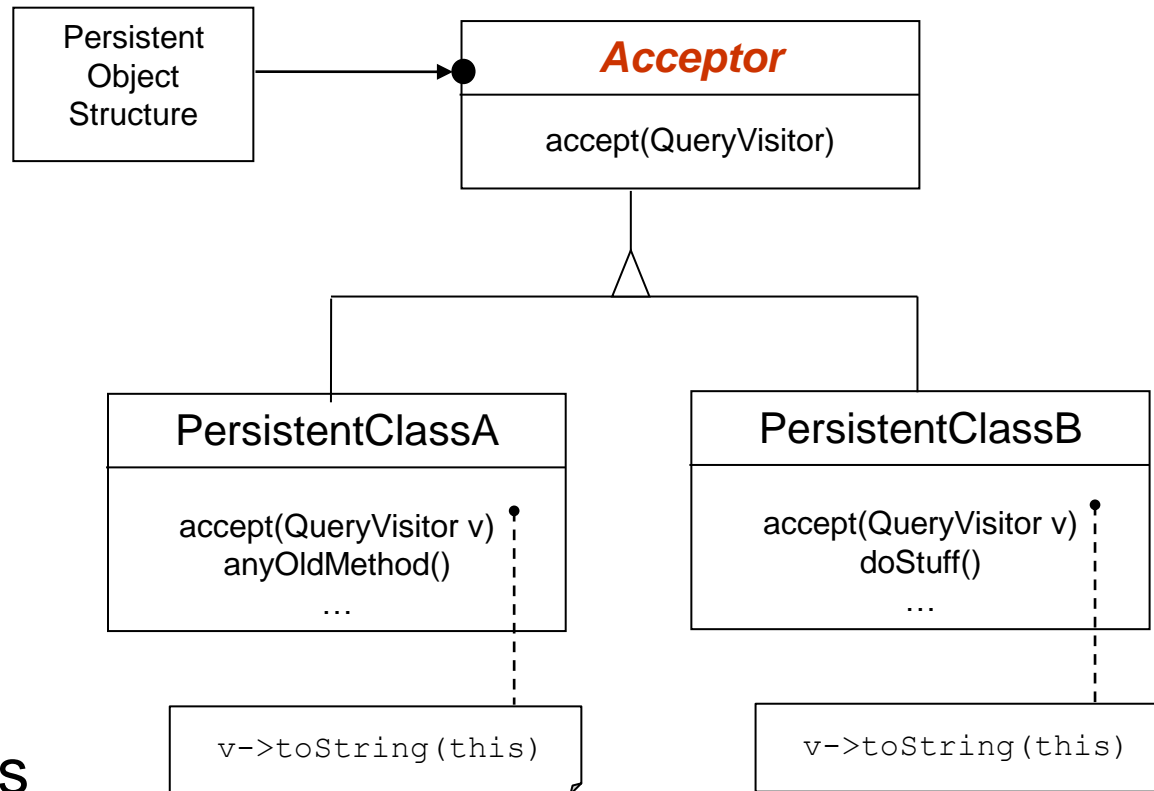 Persistent
Object
Structure
Acceptor
accept(QueryVisitor)
PersistentClassA
accept(QueryVisitor v)
anyOldMethod()
…
PersistentClassB
accept(QueryVisitor v)
doStuff()
…
v->toString(this)
v->toString(this)
s